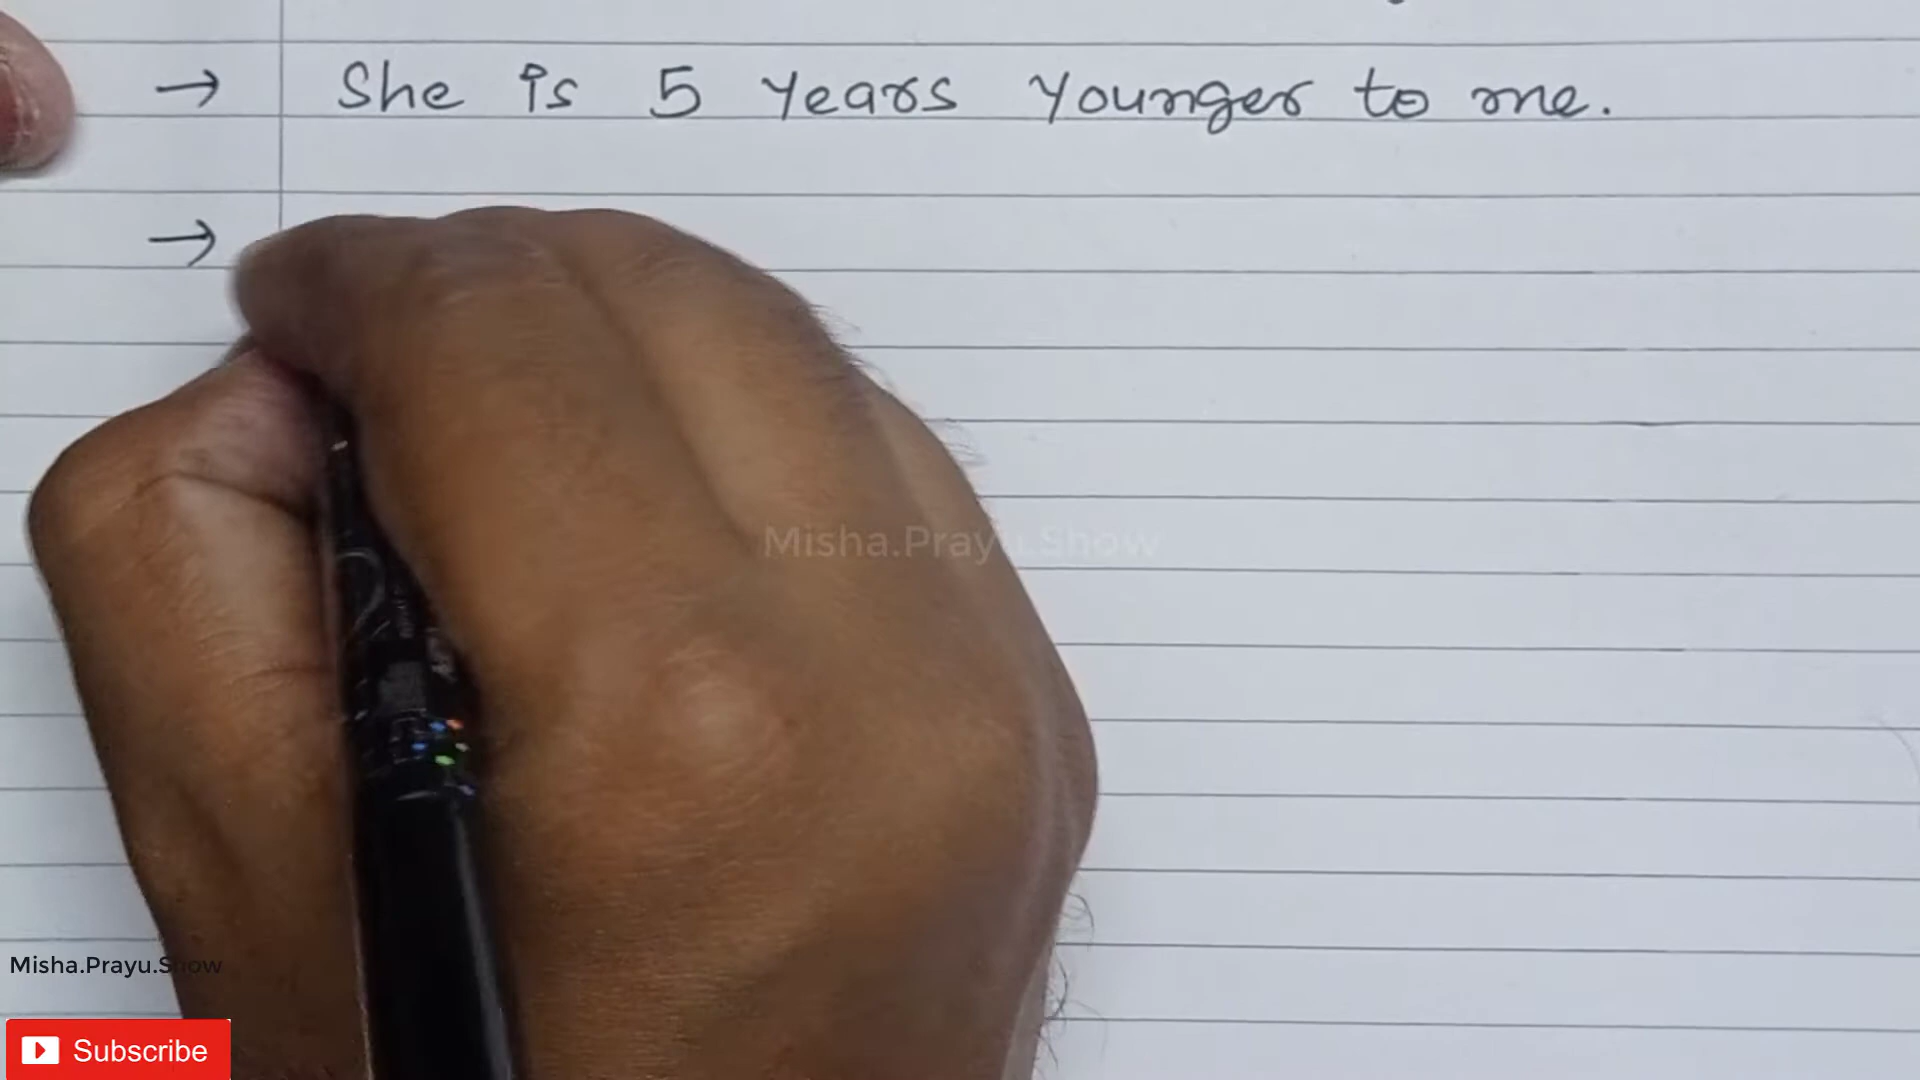 → She is 5 years younger to me.
→
Misha.Prayu.Show
Misha.Prayu.Show
Subscribe